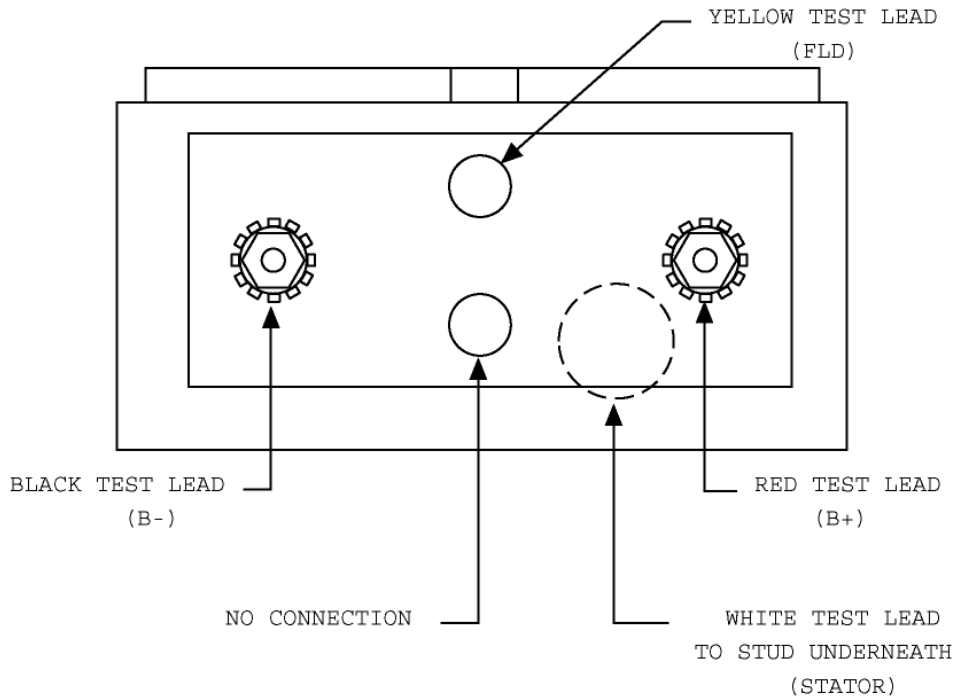 YELLOW TEST LEAD
(FLD)
BLACK TEST LEAD
(B-)
RED TEST LEAD
(B+)
NO CONNECTION
WHITE TEST LEAD
TO STUD UNDERNEATH
(STATOR)